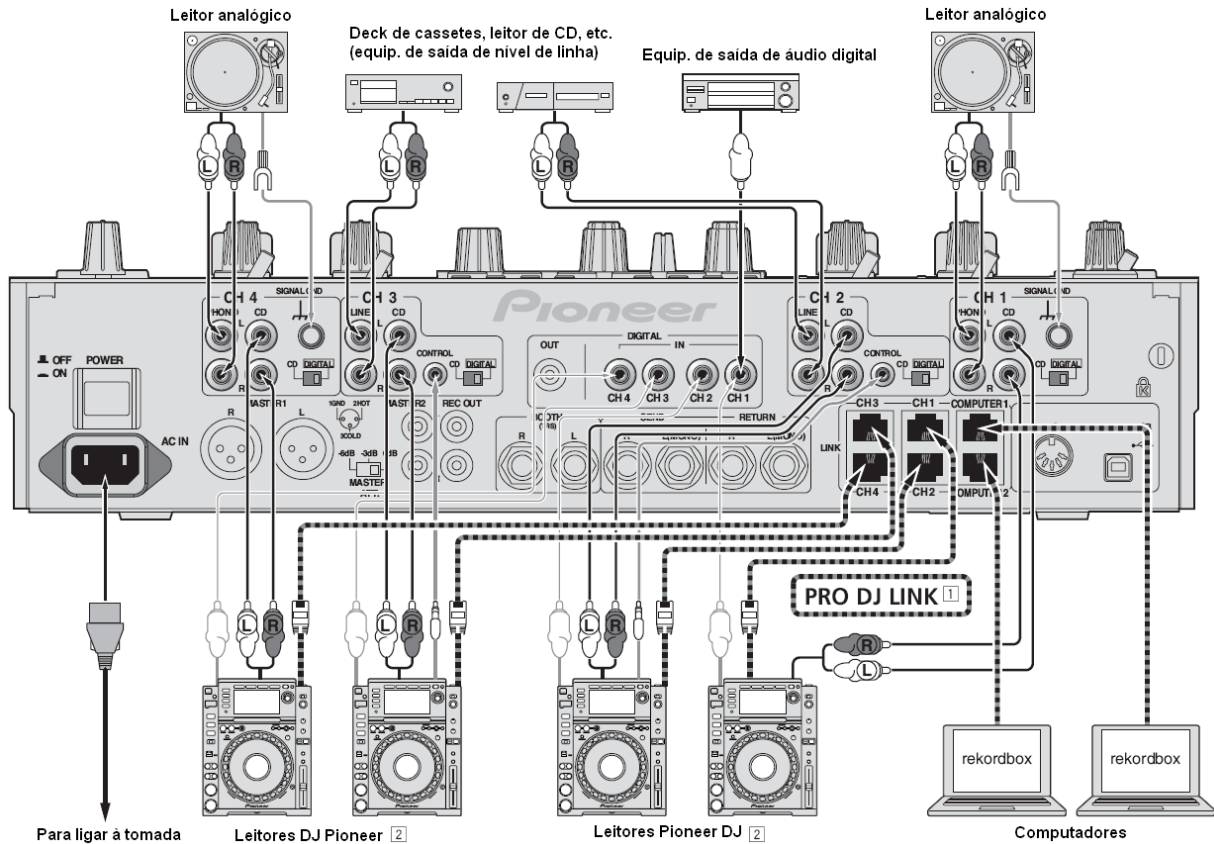 Leitor analógico
Deck de cassetes, leitor de CD, etc.
(equip. de saída de nível de linha)
Equip. de saída de áudio digital
Leitor analógico
L R
L R
L R
L R
CH 4
SIGNAL GND
CH 3
Pioneer
CH 2
CH 1
SIGNAL GND
PHONO L CD
LINE L CD
DIGITAL
OUT
IN
LINE L CD
PHONO L CD
OFF
ON
POWER
R
CD DIGITAL
R
CONTROL
CD DIGITAL
CH 4 CH 3 CH 2 CH 1
R
CONTROL
CD DIGITAL
R
CD DIGITAL
AC IN
R MASTER1 L
1GND 2HOT
3COLD
MASTER2 REC OUT
BOOTH
(TRS)
SEND RETURN
R L R L(MONO) R L(MONO)
LINK
CH3 CH1 COMPUTER1
CH4 CH2 COMPUTER2
-6dB -3dB
MASTER
PRO DJ LINK 1
L R
L R
L R
R
L
rekordbox
rekordbox
Para ligar à tomada
Leitores DJ Pioneer 2
Leitores Pioneer DJ 2
Computadores